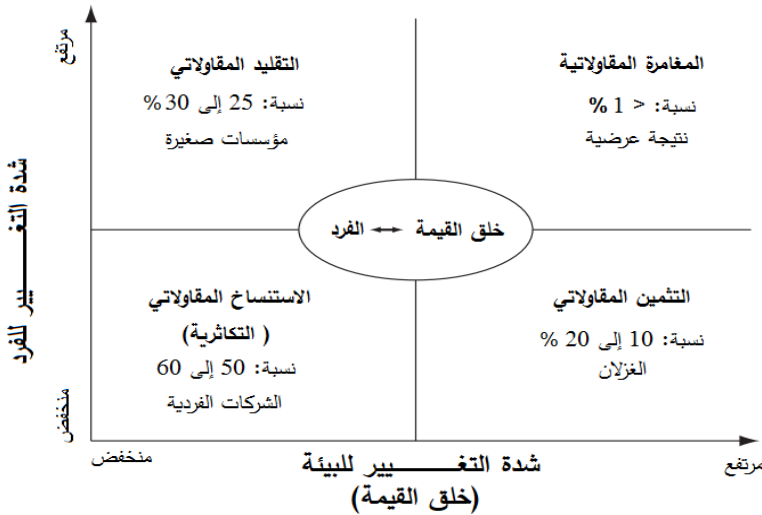 مرتفع
التقليد المقاولاتي
نسبة: 25 إلى 30 %
مؤسسات صغيرة
المغامرة المقاولاتية
نسبة: < 1 %
نتيجة عرضية
شدة التغـــــــيير للفرد
خلق القيمة ↔ الفرد
الاستنساخ المقاولاتي
( التكاثرية)
نسبة: 50 إلى 60
الشركات الفردية
التثمين المقاولاتي
نسبة: 10 إلى 20 %
الغزلان
منخفض
منخفض
شدة التغـــــــيير للبيئة
(خلق القيمة)
مرتفع